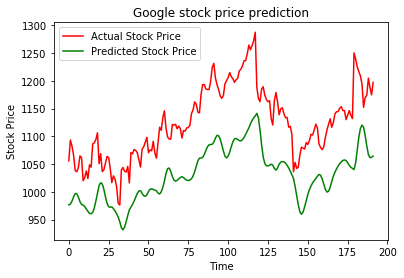 Google stock price prediction
Actual Stock Price
Predicted Stock Price
1300
1250
1200
1150
1100
1050
1000
950
Stock Price
0 25 50 75 100 125 150 175 200
Time